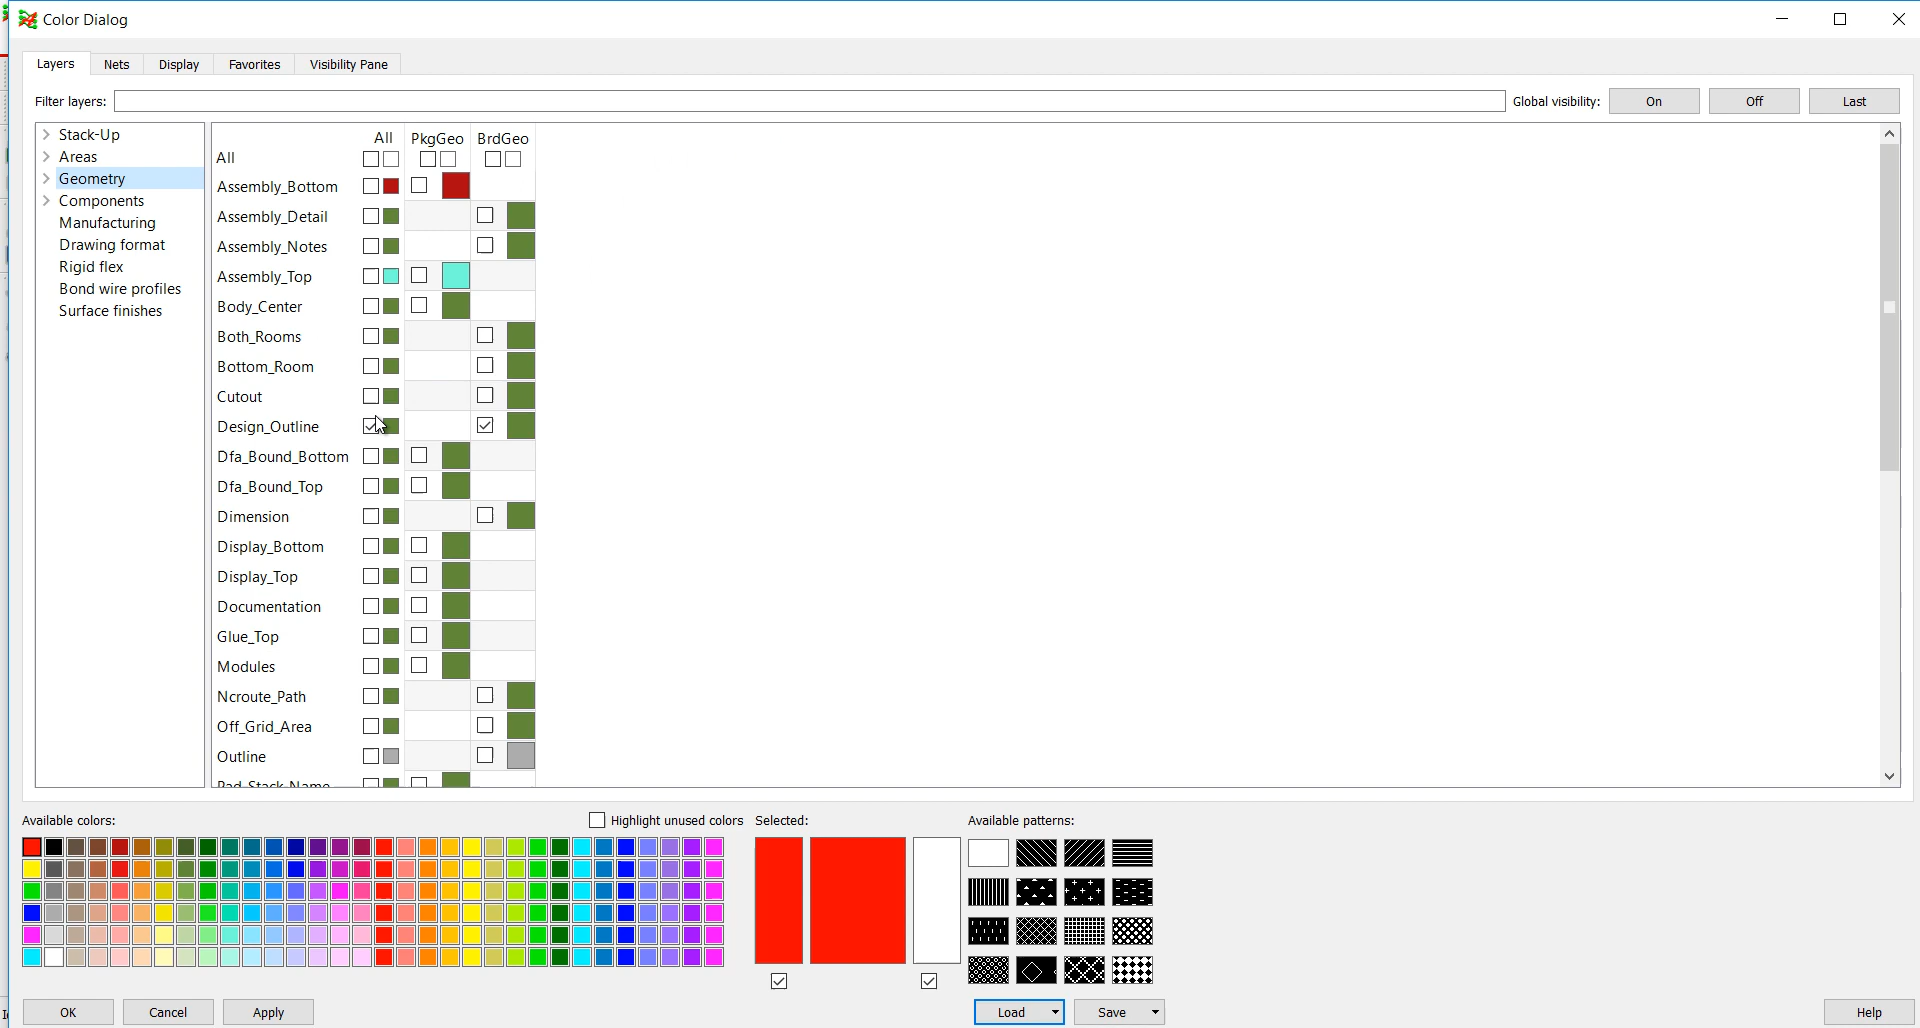 Color Dialog
Layers Nets Display Favorites Visibility Pane
Filter layers: Global visibility: On Off Last
Stack-Up
Areas
Geometry
Components
Manufacturing
Drawing format
Rigid flex
Bond wire profiles
Surface finishes
All PkgGeo BrdGeo
All
Assembly_Bottom
Assembly_Detail
Assembly_Notes
Assembly_Top
Body_Center
Both_Rooms
Bottom_Room
Cutout
Design_Outline
Dfa_Bound_Bottom
Dfa_Bound_Top
Dimension
Display_Bottom
Display_Top
Documentation
Glue_Top
Modules
Ncroute_Path
Off_Grid_Area
Outline
Pad_Stack_Name
Available colors: Highlight unused colors Selected: Available patterns:
OK Cancel Apply Load Save Help